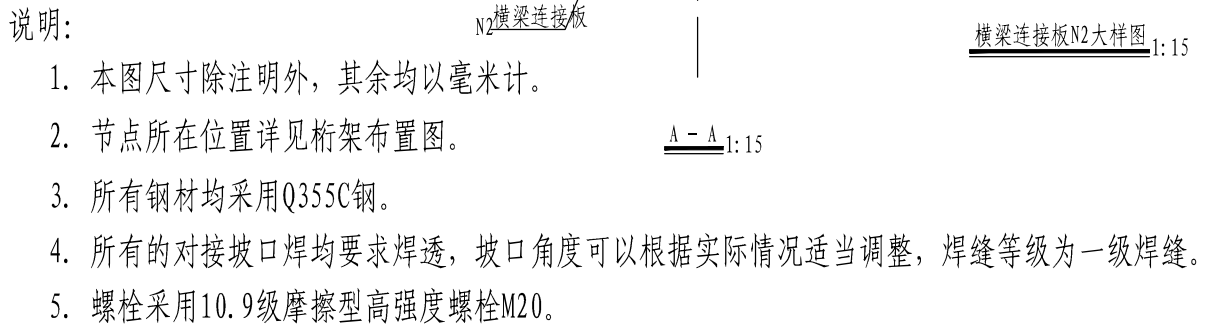 说明:
N2横梁连接板
横梁连接板N2大样图 1:15
1. 本图尺寸除注明外，其余均以毫米计。
2. 节点所在位置详见桁架布置图。
A - A 1:15
3. 所有钢材均采用Q355C钢。
4. 所有的对接坡口焊均要求焊透，坡口角度可以根据实际情况适当调整，焊缝等级为一级焊缝。
5. 螺栓采用10.9级摩擦型高强度螺栓M20。